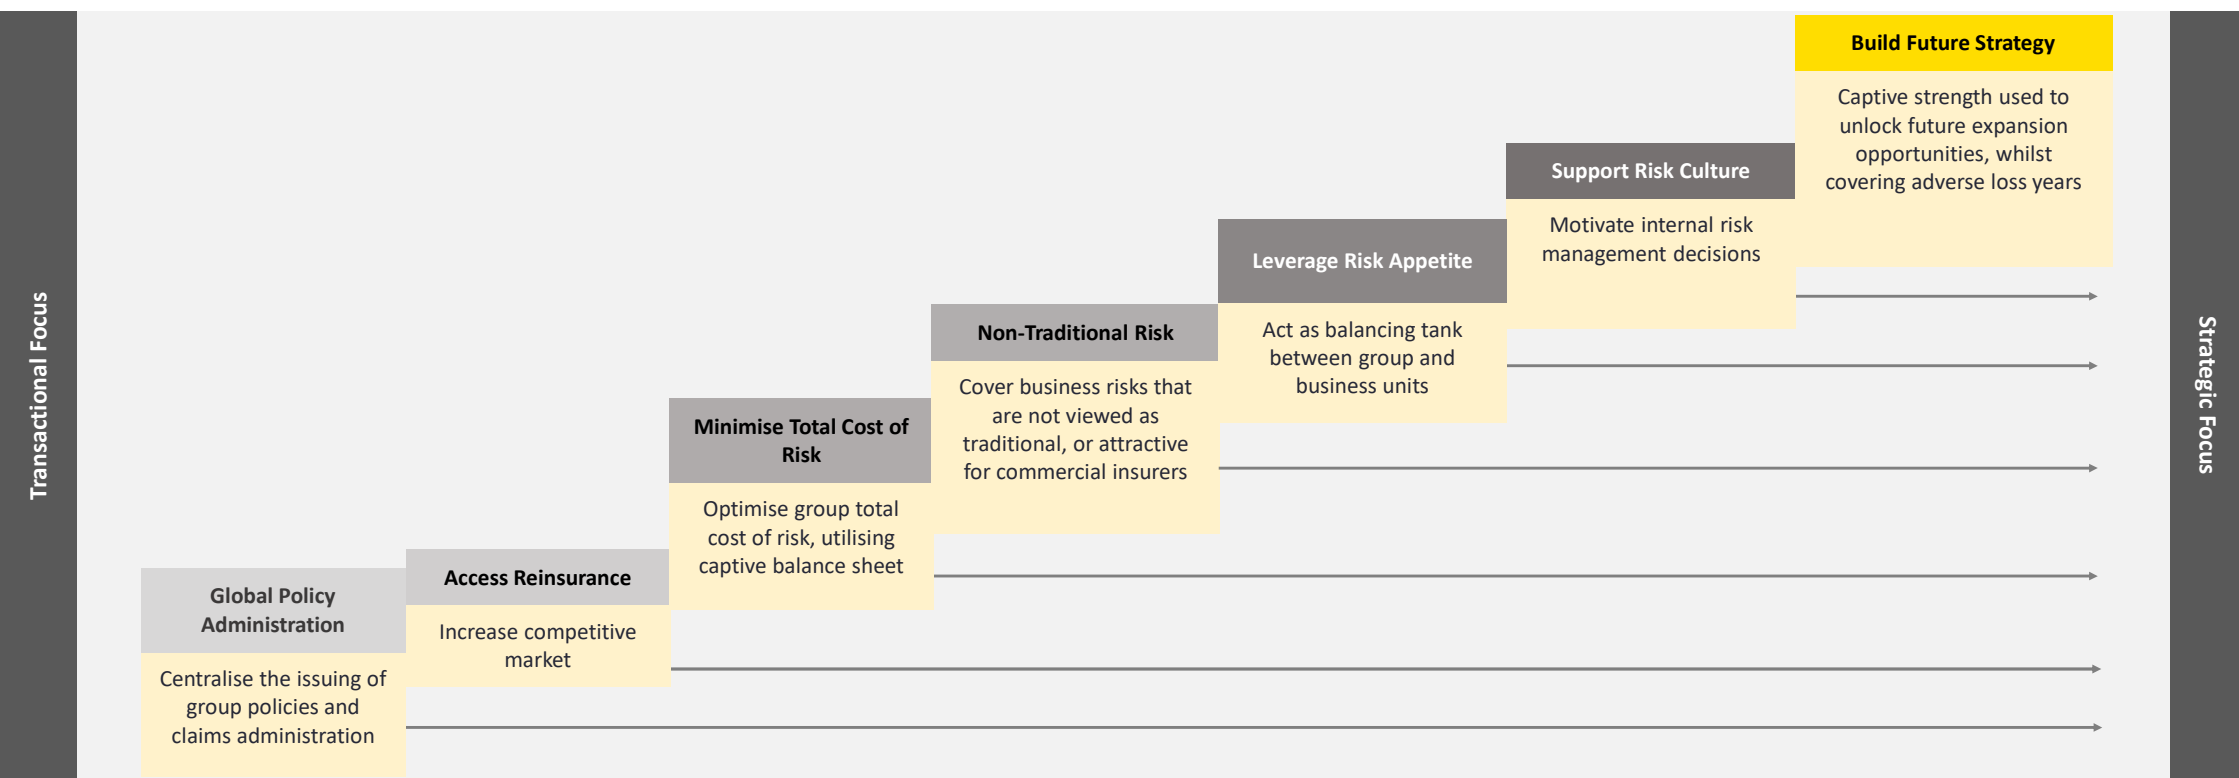 Transactional Focus
Global Policy
Administration
Centralise the issuing of
group policies and
claims administration
Access Reinsurance
Increase competitive
market
Minimise Total Cost of
Risk
Optimise group total
cost of risk, utilising
captive balance sheet
Non-Traditional Risk
Cover business risks that
are not viewed as
traditional, or attractive
for commercial insurers
Leverage Risk Appetite
Act as balancing tank
between group and
business units
Support Risk Culture
Motivate internal risk
management decisions
Build Future Strategy
Captive strength used to
unlock future expansion
opportunities, whilst
covering adverse loss years
Strategic Focus